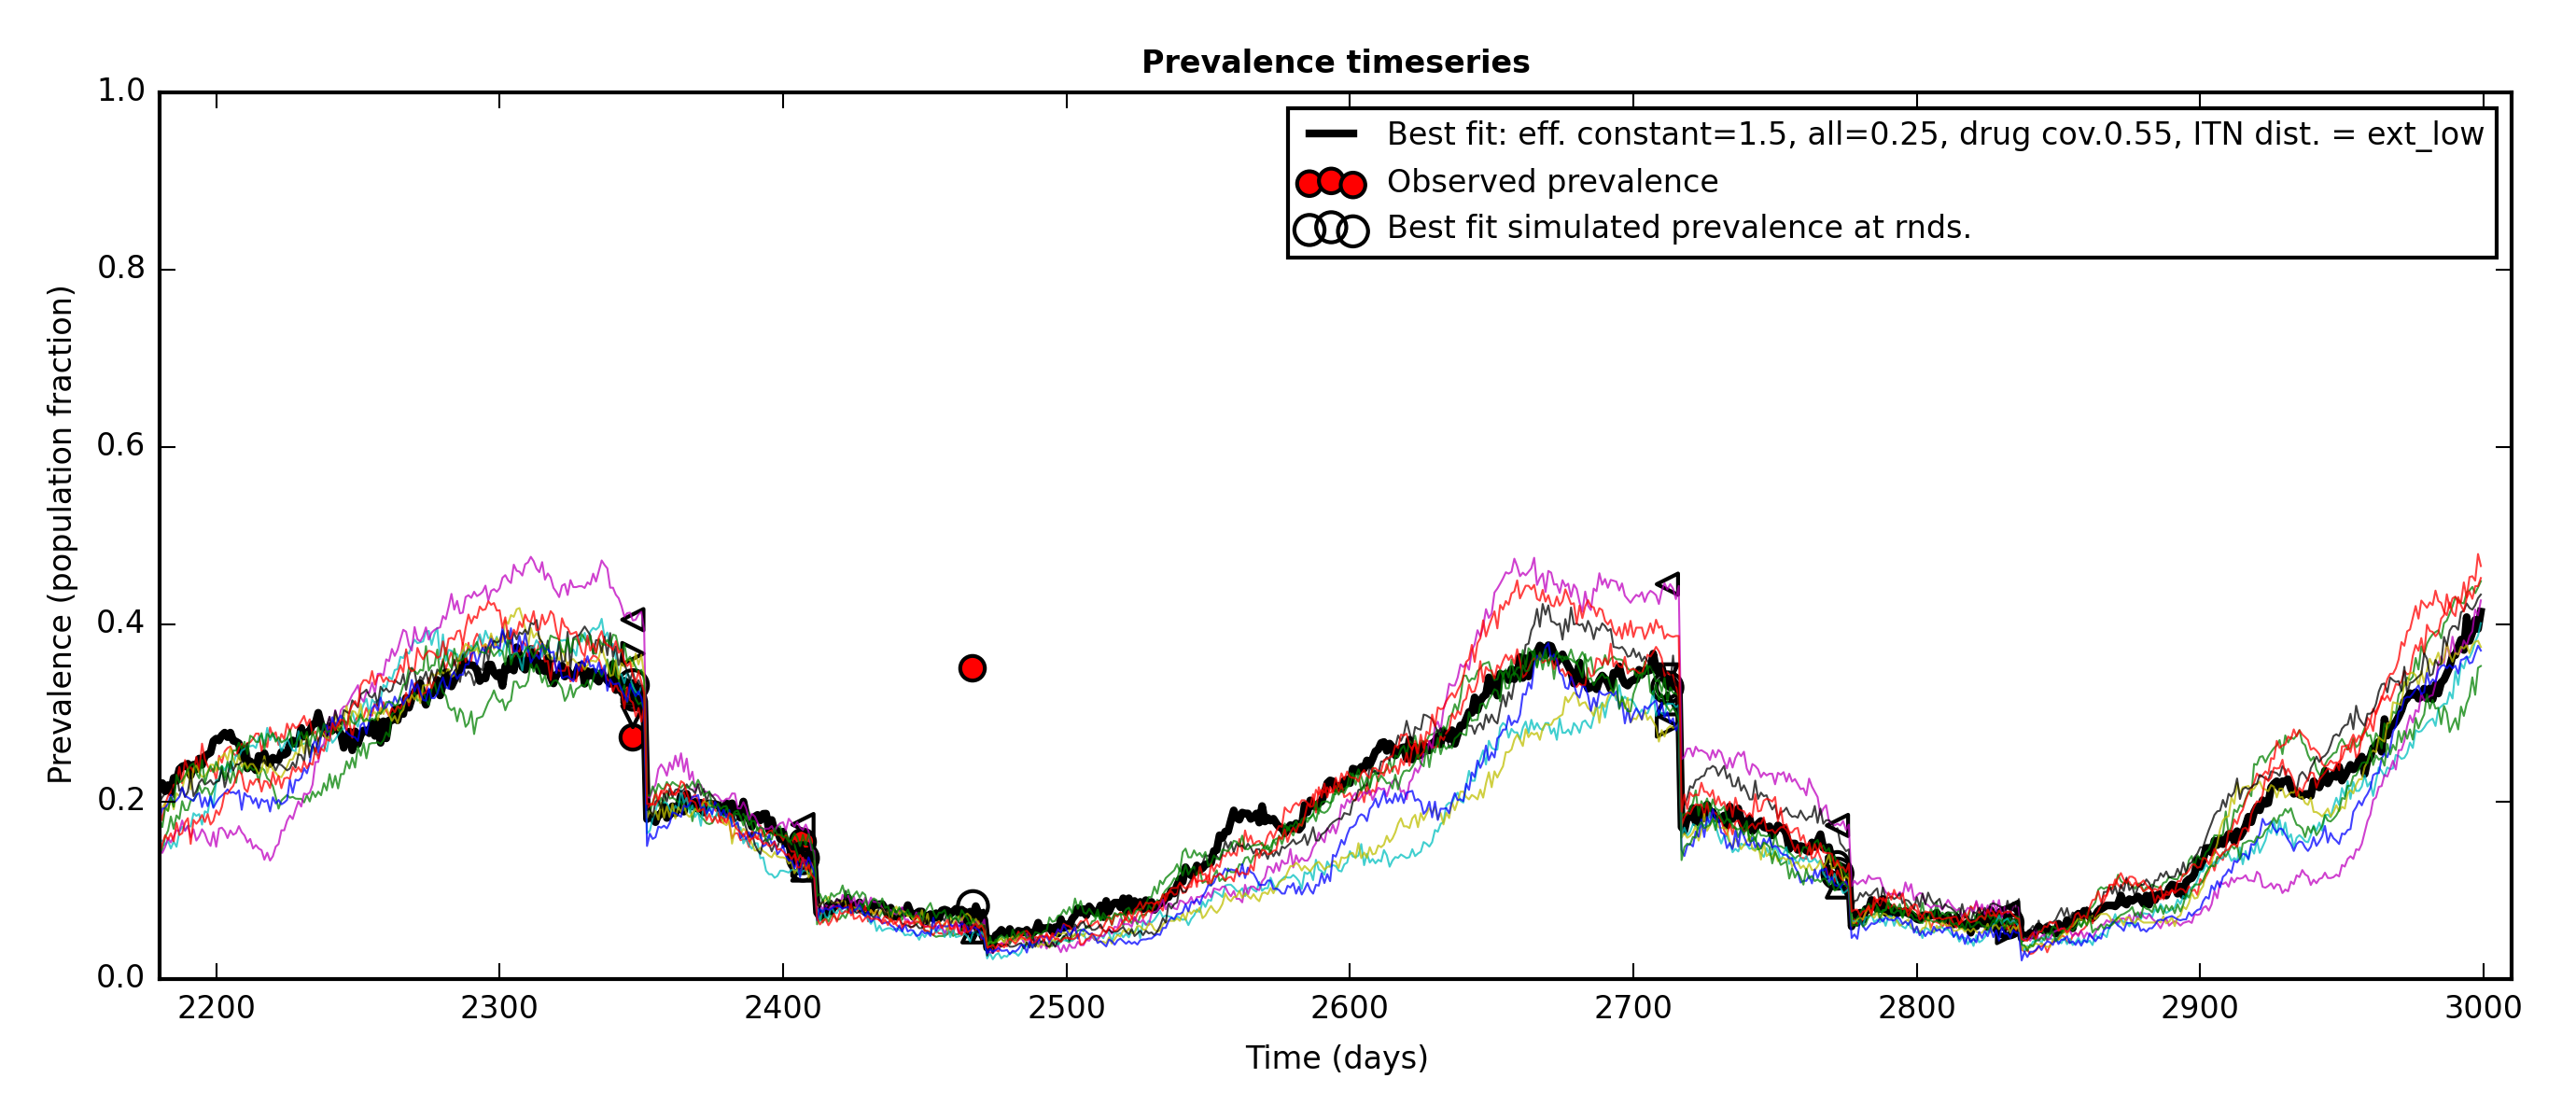 Prevalence timeseries
1.0
0.8
0.6
0.4
0.2
0.0
Prevalence (population fraction)
Best fit: eff. constant=1.5, all=0.25, drug cov.0.55, ITN dist. = ext_low
Observed prevalence
Best fit simulated prevalence at rnds.
2200 2300 2400 2500 2600 2700 2800 2900 3000
Time (days)